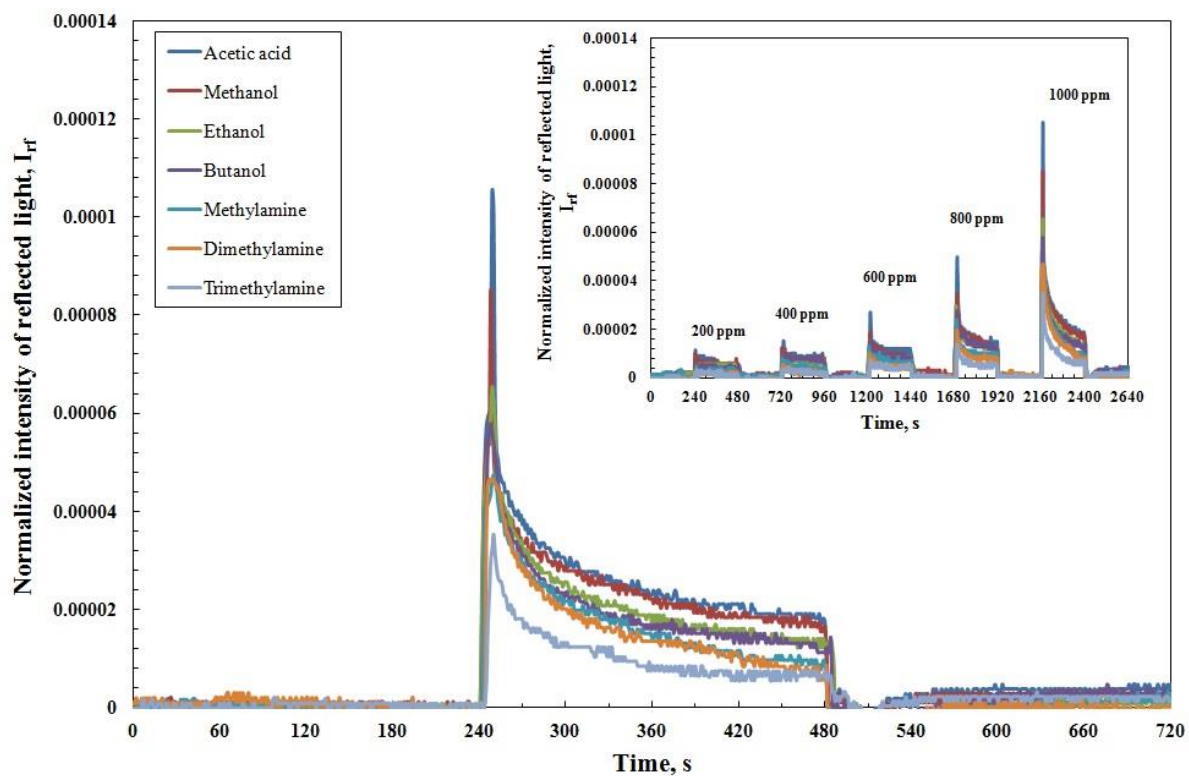 Normalized intensity of reflected light, Irf
0.00014
0.00012
0.0001
0.00008
0.00006
0.00004
0.00002
0
Acetic acid
Methanol
Ethanol
Butanol
Methylamine
Dimethylamine
Trimethylamine
0 60 120 180 240 300 360 420 480 540 600 660 720
Time, s
Normalized intensity of reflected light,
Irf
0.00014
0.00012
0.0001
0.00008
0.00006
0.00004
0.00002
0
200 ppm
400 ppm
600 ppm
800 ppm
1000 ppm
0 240 480 720 960 1200 1440 1680 1920 2160 2400 2640
Time, s